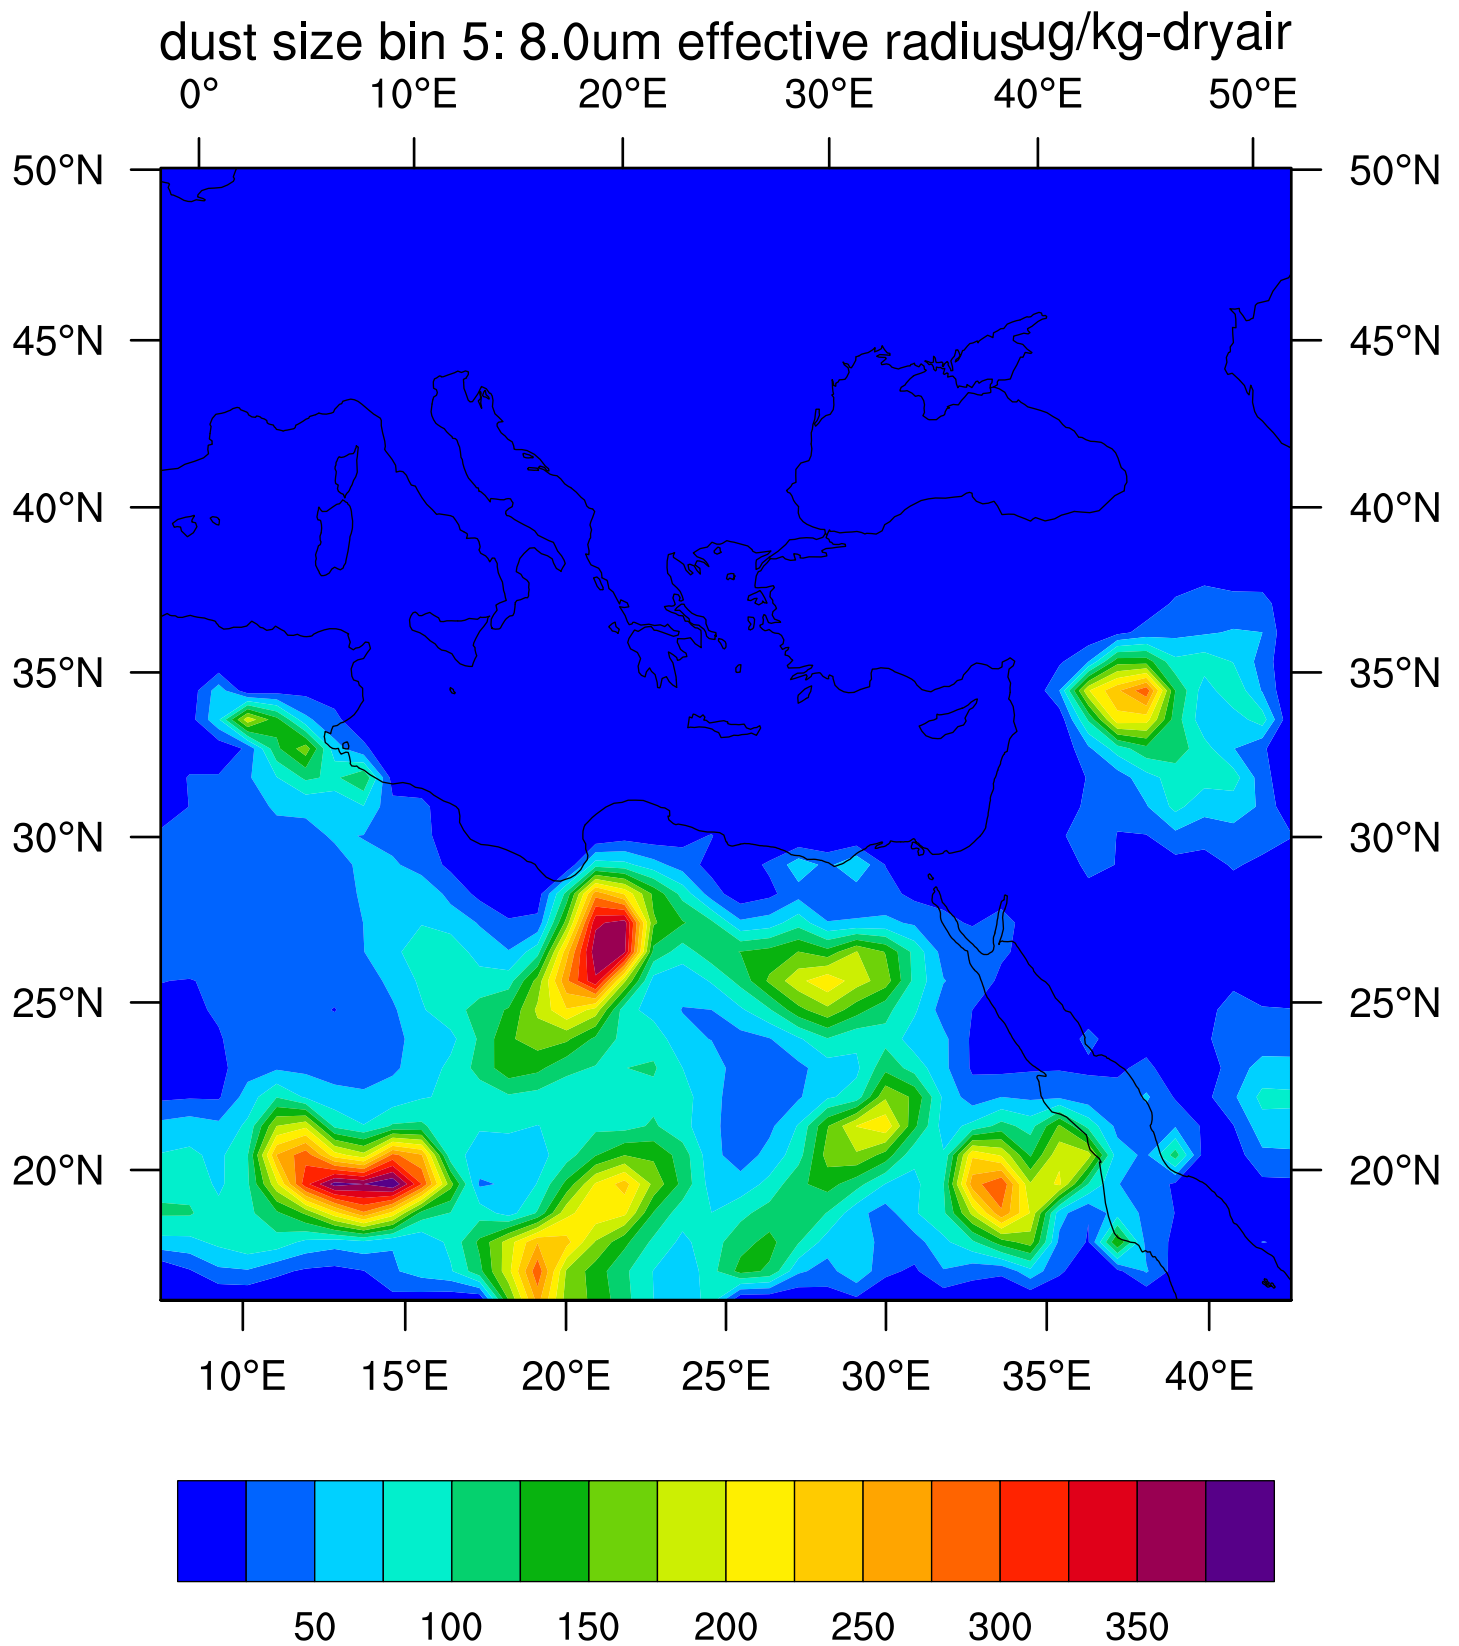 dust size bin 5: 8.0um effective radius ug/kg-dryair
0° 10°E 20°E 30°E 40°E 50°E
50°N 50°N
45°N 45°N
40°N 40°N
35°N 35°N
30°N 30°N
25°N 25°N
20°N 20°N
10°E 15°E 20°E 25°E 30°E 35°E 40°E
50 100 150 200 250 300 350